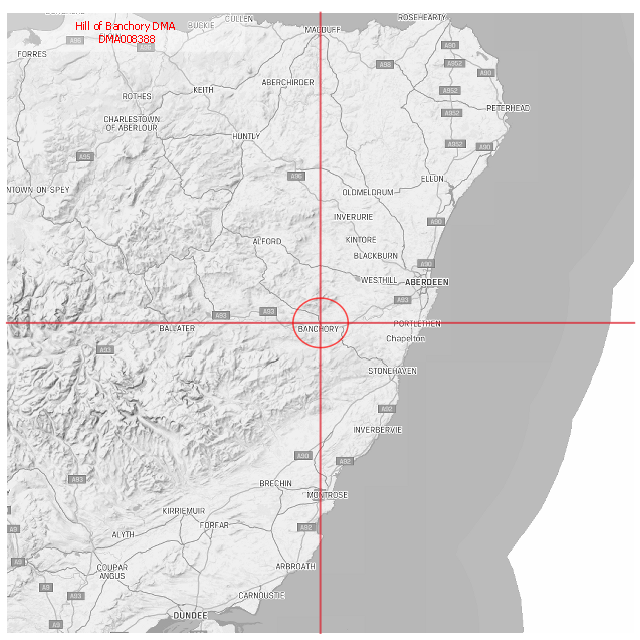 CULLEN
ROSEHEARTY
BUCKIE
Hill of Banchory DMA
MACDUFF
DMA008388
A96
A98
A90
FORRES
A952
A98
A90
ABERCHIRDER
KEITH
A952
ROTHES
PETERHEAD
A952
CHARLESTOWN
OF ABERLOUR
HUNTLY
A952
A90
A95
A96
ELLON
NTOWN ON SPEY
OLDMELDRUM
INVERURIE
A90
ALFORD
KINTORE
BLACKBURN
A90
WESTHILL
ABERDEEN
A93
A93
A93
PORTLETHEN
BALLATER
BANCHORY
Chapelton
A93
STONEHAVEN
A92
INVERBERVIE
A90
A92
A93
BRECHIN
MONTROSE
KIRRIEMUIR
FORFAR
A9
A92
ALYTH
A9
COUPAR
ANGUS
ARBROATH
A9
A93
CARNOUSTIE
DUNDEE
A9